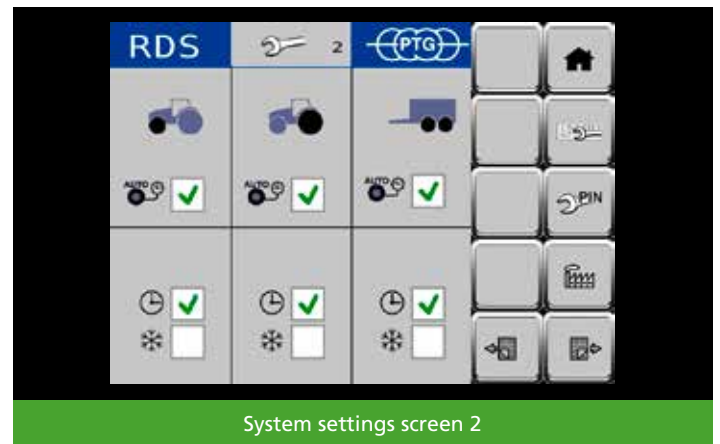 RDS 2 PTG
AUTO AUTO AUTO
PIN
System settings screen 2